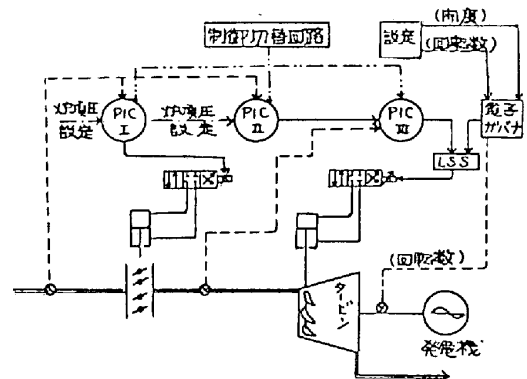 (開度)
制御切替回路
設定
(回転数)
炉頂圧
設定
PIC
I
炉頂圧
設定
PIC
II
PIC
III
電子
ガバナ
LSS
(回転数)
タービン
発電機